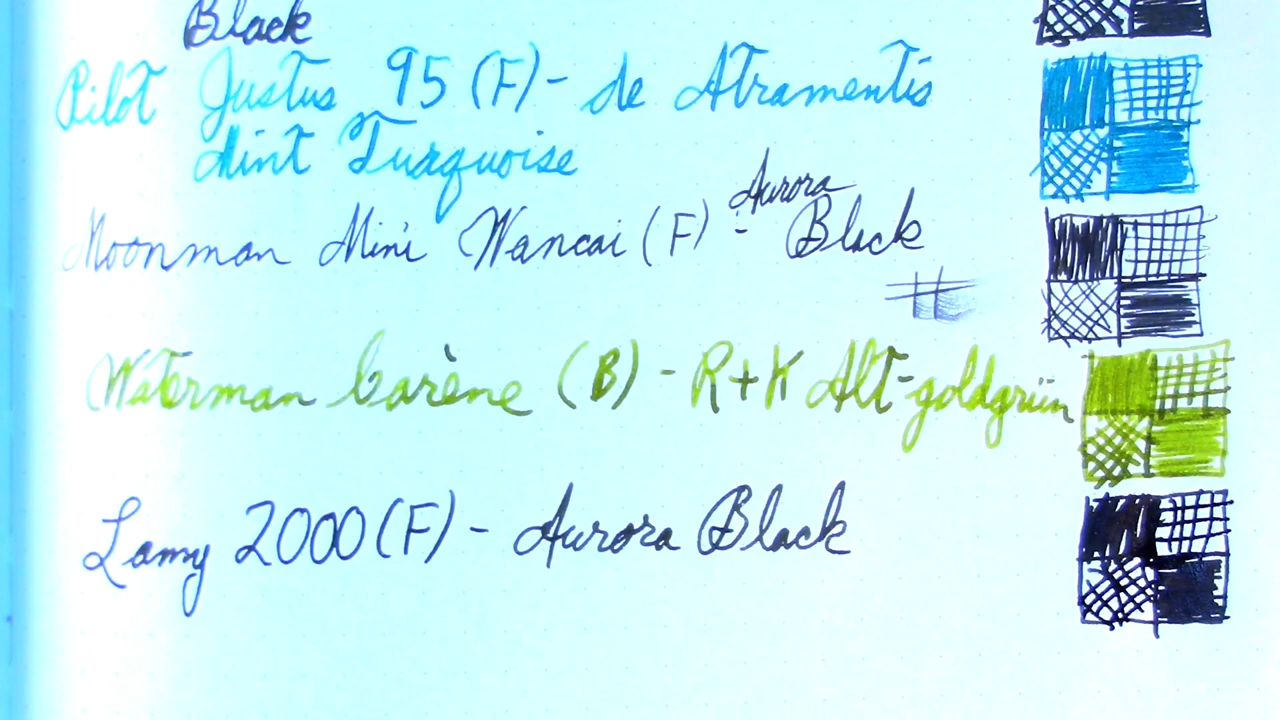 Black
Pilot Justus 95 (F) - de Atramentis
Mint Turquoise
Aurora
Moonman Mini Wancai (F) - Black
Waterman Carène (B) - R+K Alt-goldgrün
Lamy 2000 (F) - Aurora Black